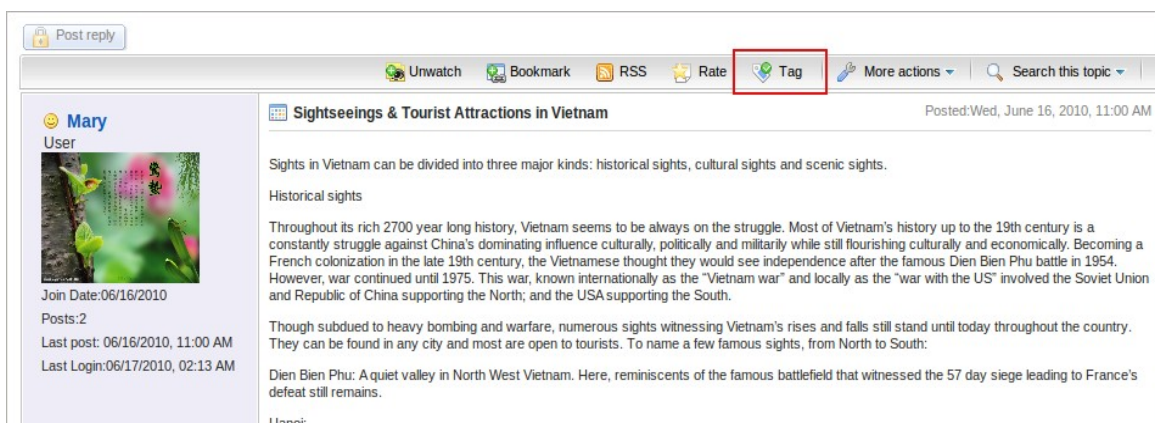 Post reply
Unwatch Bookmark RSS Rate Tag More actions Search this topic
Mary
User
鶯
塾
Join Date:06/16/2010
Posts:2
Last post: 06/16/2010, 11:00 AM
Last Login:06/17/2010, 02:13 AM
Sightseeings & Tourist Attractions in Vietnam
Posted:Wed, June 16, 2010, 11:00 AM
Sights in Vietnam can be divided into three major kinds: historical sights, cultural sights and scenic sights.
Historical sights
Throughout its rich 2700 year long history, Vietnam seems to be always on the struggle. Most of Vietnam's history up to the 19th century is a
constantly struggle against China's dominating influence culturally, politically and militarily while still flourishing culturally and economically. Becoming a
French colonization in the late 19th century, the Vietnamese thought they would see independence after the famous Dien Bien Phu battle in 1954.
However, war continued until 1975. This war, known internationally as the “Vietnam war” and locally as the “war with the US” involved the Soviet Union
and Republic of China supporting the North; and the USA supporting the South.
Though subdued to heavy bombing and warfare, numerous sights witnessing Vietnam's rises and falls still stand until today throughout the country.
They can be found in any city and most are open to tourists. To name a few famous sights, from North to South:
Dien Bien Phu: A quiet valley in North West Vietnam. Here, reminiscents of the famous battlefield that witnessed the 57 day siege leading to France's
defeat still remains.
Hanoi: